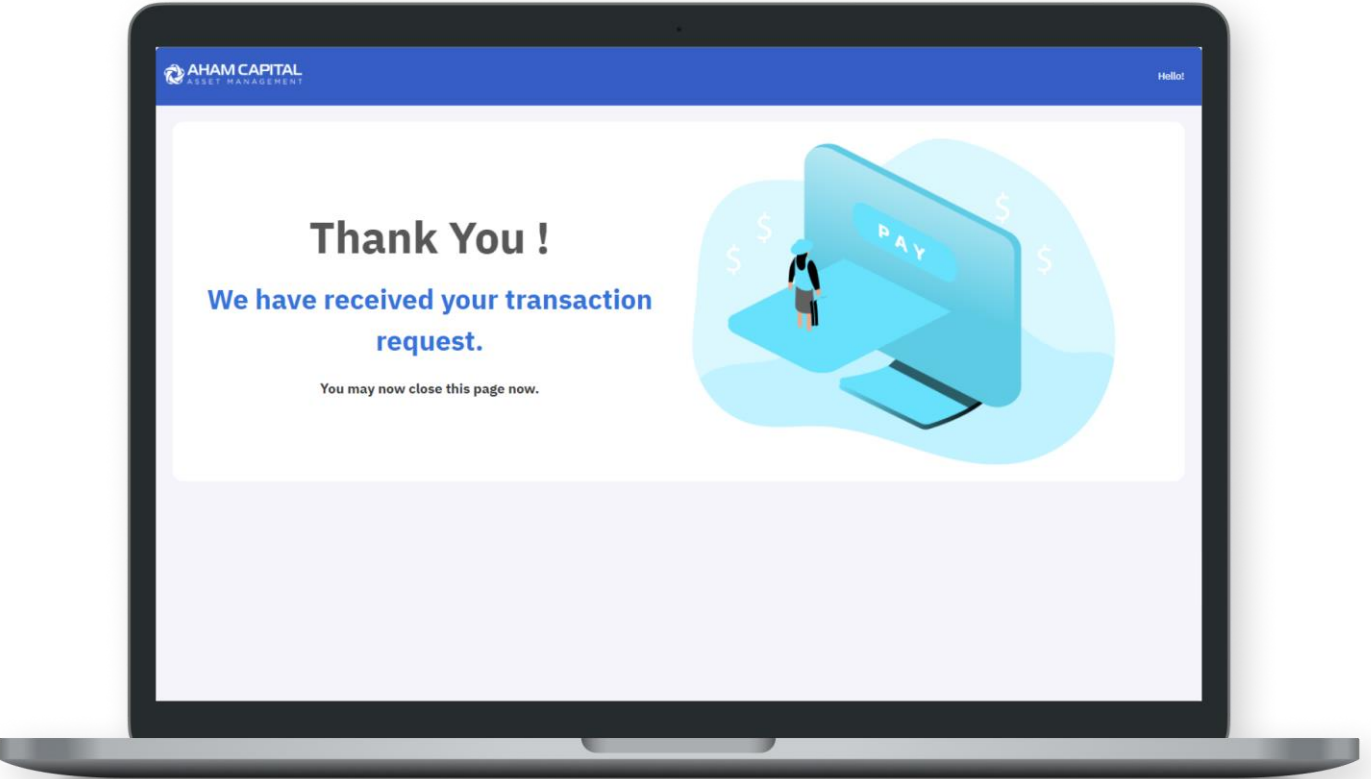 AHAM CAPITAL
ASSET MANAGEMENT
Hello!
Thank You !
We have received your transaction
request.
You may now close this page now.
$
$
$
$
PAY